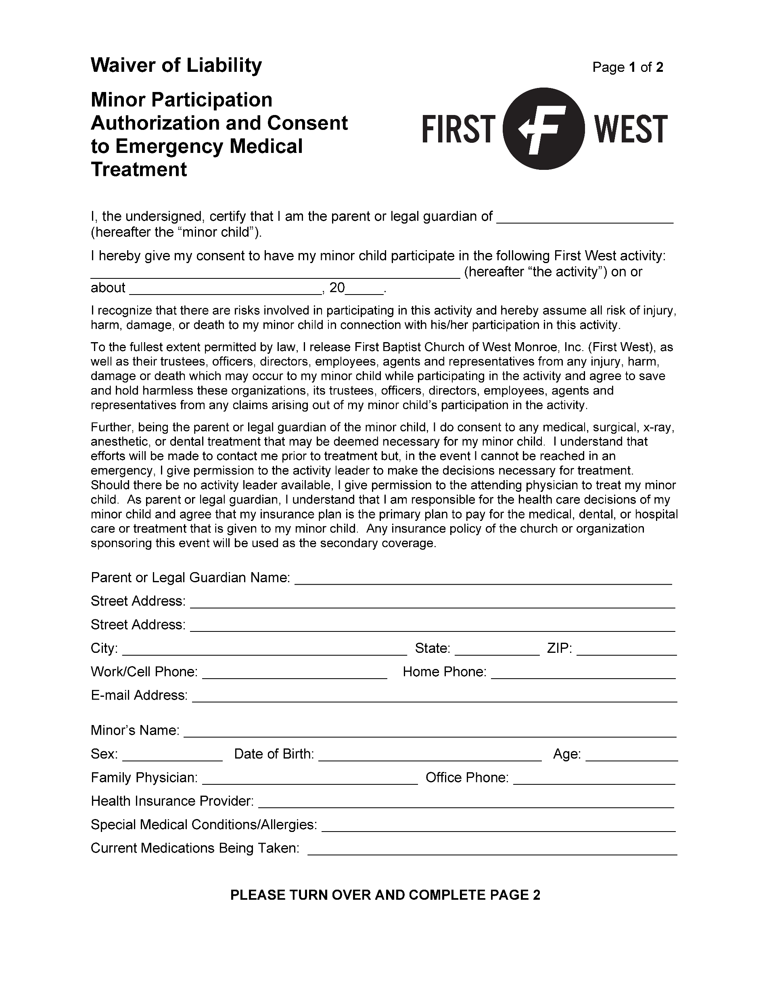 Waiver of Liability
Page 1 of 2
Minor Participation
Authorization and Consent
to Emergency Medical
Treatment
FIRST F WEST
I, the undersigned, certify that I am the parent or legal guardian of _______________________
(hereafter the “minor child”).
I hereby give my consent to have my minor child participate in the following First West activity:
________________________________________________ (hereafter “the activity”) on or
about _________________________, 20_____.
I recognize that there are risks involved in participating in this activity and hereby assume all risk of injury,
harm, damage, or death to my minor child in connection with his/her participation in this activity.
To the fullest extent permitted by law, I release First Baptist Church of West Monroe, Inc. (First West), as
well as their trustees, officers, directors, employees, agents and representatives from any injury, harm,
damage or death which may occur to my minor child while participating in the activity and agree to save
and hold harmless these organizations, its trustees, officers, directors, employees, agents and
representatives from any claims arising out of my minor child’s participation in the activity.
Further, being the parent or legal guardian of the minor child, I do consent to any medical, surgical, x-ray,
anesthetic, or dental treatment that may be deemed necessary for my minor child.  I understand that
efforts will be made to contact me prior to treatment but, in the event I cannot be reached in an
emergency, I give permission to the activity leader to make the decisions necessary for treatment.
Should there be no activity leader available, I give permission to the attending physician to treat my minor
child.  As parent or legal guardian, I understand that I am responsible for the health care decisions of my
minor child and agree that my insurance plan is the primary plan to pay for the medical, dental, or hospital
care or treatment that is given to my minor child.  Any insurance policy of the church or organization
sponsoring this event will be used as the secondary coverage.
Parent or Legal Guardian Name: _________________________________________________
Street Address: _______________________________________________________________
Street Address: _______________________________________________________________
City: _____________________________________ State: ___________ ZIP: _____________
Work/Cell Phone: ________________________ Home Phone: ________________________
E-mail Address: _______________________________________________________________
Minor’s Name: ________________________________________________________________
Sex: _____________ Date of Birth: _____________________________ Age: ____________
Family Physician: ____________________________ Office Phone: _____________________
Health Insurance Provider: ______________________________________________________
Special Medical Conditions/Allergies: ______________________________________________
Current Medications Being Taken: ________________________________________________
PLEASE TURN OVER AND COMPLETE PAGE 2